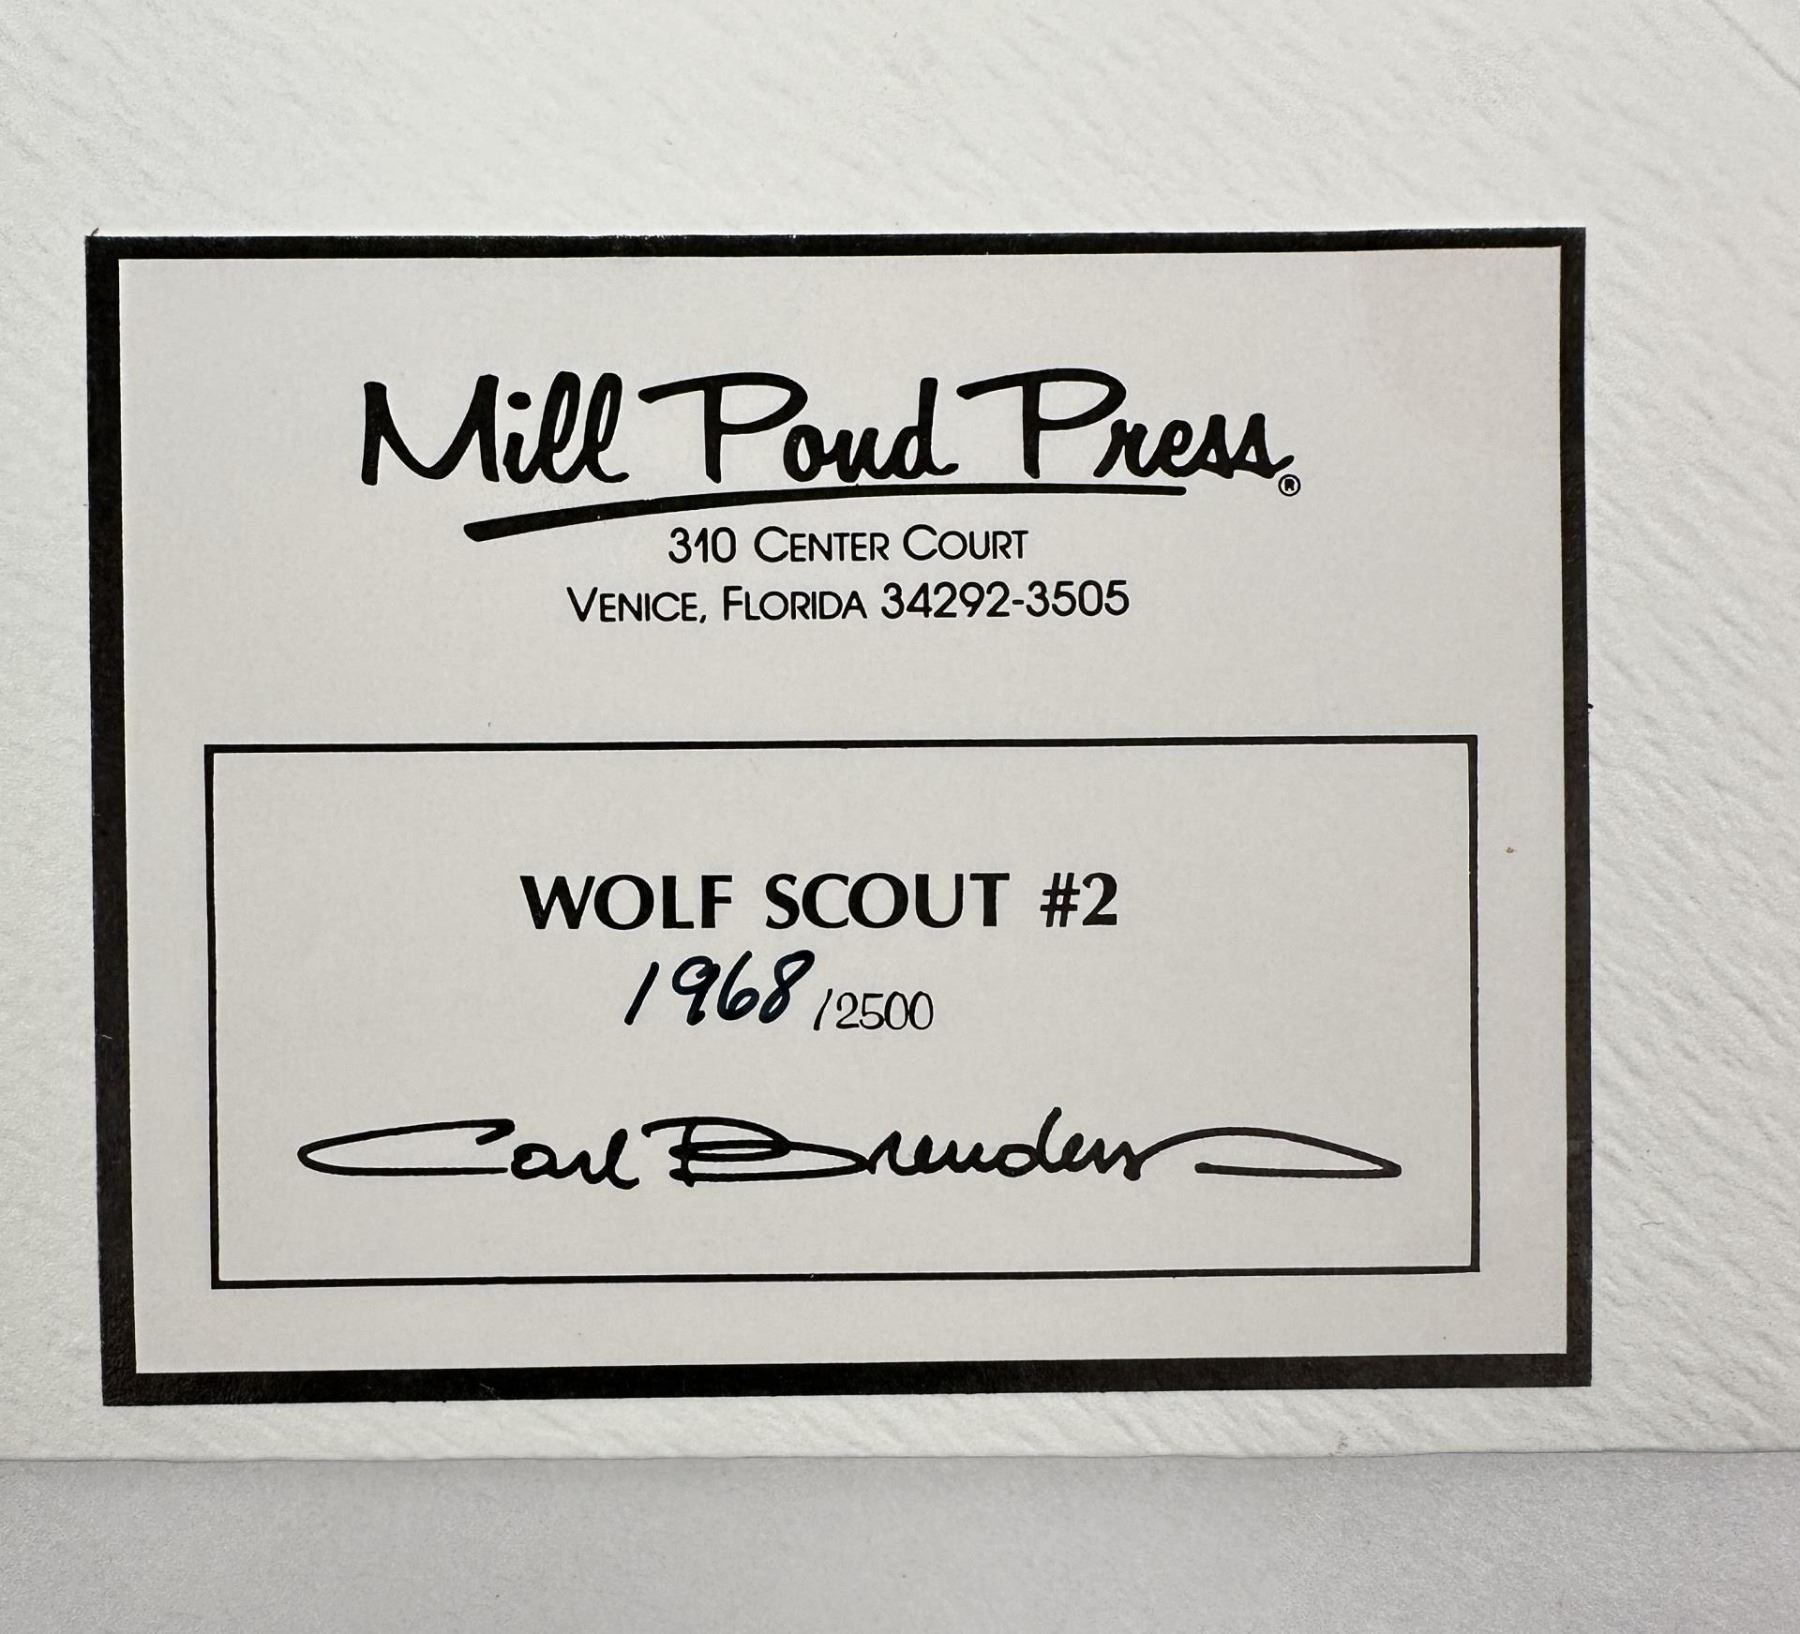 Mill Pond Press®
310 CENTER COURT
VENICE, FLORIDA 34292-3505
WOLF SCOUT #2
1968/2500
Carl Brenders